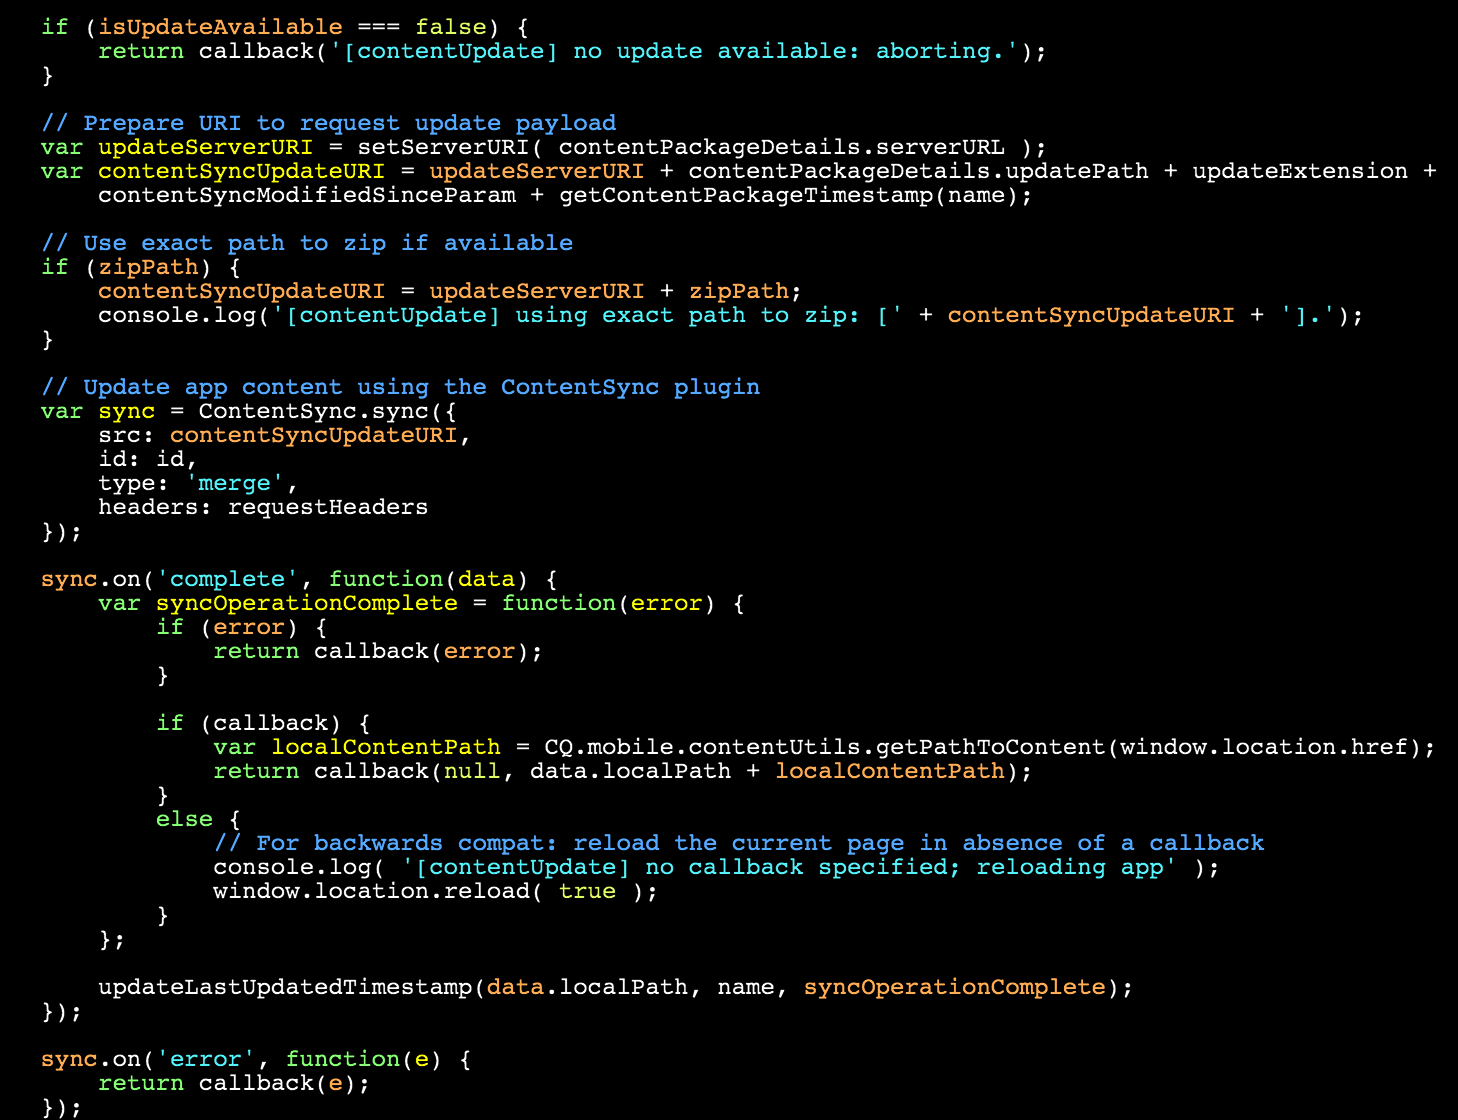 if (isUpdateAvailable === false) {
    return callback('[contentUpdate] no update available: aborting.');
}

// Prepare URI to request update payload
var updateServerURI = setServerURI( contentPackageDetails.serverURL );
var contentSyncUpdateURI = updateServerURI + contentPackageDetails.updatePath + updateExtension +
    contentSyncModifiedSinceParam + getContentPackageTimestamp(name);

// Use exact path to zip if available
if (zipPath) {
    contentSyncUpdateURI = updateServerURI + zipPath;
    console.log('[contentUpdate] using exact path to zip: [' + contentSyncUpdateURI + '].');
}

// Update app content using the ContentSync plugin
var sync = ContentSync.sync({
    src: contentSyncUpdateURI,
    id: id,
    type: 'merge',
    headers: requestHeaders
});

sync.on('complete', function(data) {
    var syncOperationComplete = function(error) {
        if (error) {
            return callback(error);
        }

        if (callback) {
            var localContentPath = CQ.mobile.contentUtils.getPathToContent(window.location.href);
            return callback(null, data.localPath + localContentPath);
        }
        else {
            // For backwards compat: reload the current page in absence of a callback
            console.log( '[contentUpdate] no callback specified; reloading app' );
            window.location.reload( true );
        }
    };

    updateLastUpdatedTimestamp(data.localPath, name, syncOperationComplete);
});

sync.on('error', function(e) {
    return callback(e);
});